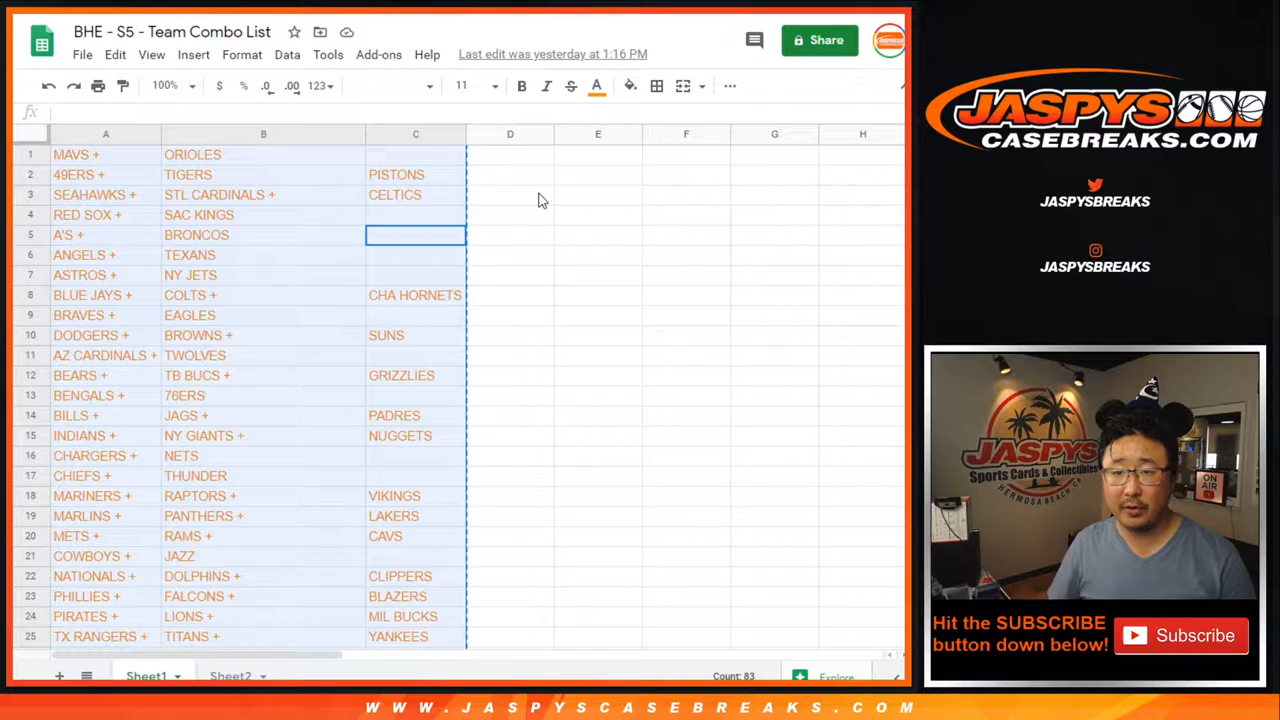 BHE - S5 - Team Combo List
File Edit View Insert Format Data Tools Add-ons Help Last edit was yesterday at 1:16 PM
Share
100% $ % .0 .00 123 11 B I S A
fx
A B C D E F G H
1 MAVS + ORIOLES
2 49ERS + TIGERS PISTONS
3 SEAHAWKS + STL CARDINALS + CELTICS
4 RED SOX + SAC KINGS
5 A'S + BRONCOS
6 ANGELS + TEXANS
7 ASTROS + NY JETS
8 BLUE JAYS + COLTS + CHA HORNETS
9 BRAVES + EAGLES
10 DODGERS + BROWNS + SUNS
11 AZ CARDINALS + TWOLVES
12 BEARS + TB BUCS + GRIZZLIES
13 BENGALS + 76ERS
14 BILLS + JAGS + PADRES
15 INDIANS + NY GIANTS + NUGGETS
16 CHARGERS + NETS
17 CHIEFS + THUNDER
18 MARINERS + RAPTORS + VIKINGS
19 MARLINS + PANTHERS + LAKERS
20 METS + RAMS + CAVS
21 COWBOYS + JAZZ
22 NATIONALS + DOLPHINS + CLIPPERS
23 PHILLIES + FALCONS + BLAZERS
24 PIRATES + LIONS + MIL BUCKS
25 TX RANGERS + TITANS + YANKEES
Sheet1 Sheet2 Count: 83 Explore
JASPYS
CASEBREAKS.COM
JASPYSBREAKS
JASPYSBREAKS
JASPYS
Sports Cards & Collectibles
HERMOSA BEACH
ON AIR
Hit the SUBSCRIBE
button down below!
Subscribe
WWW.JASPYSCASEBREAKS.COM